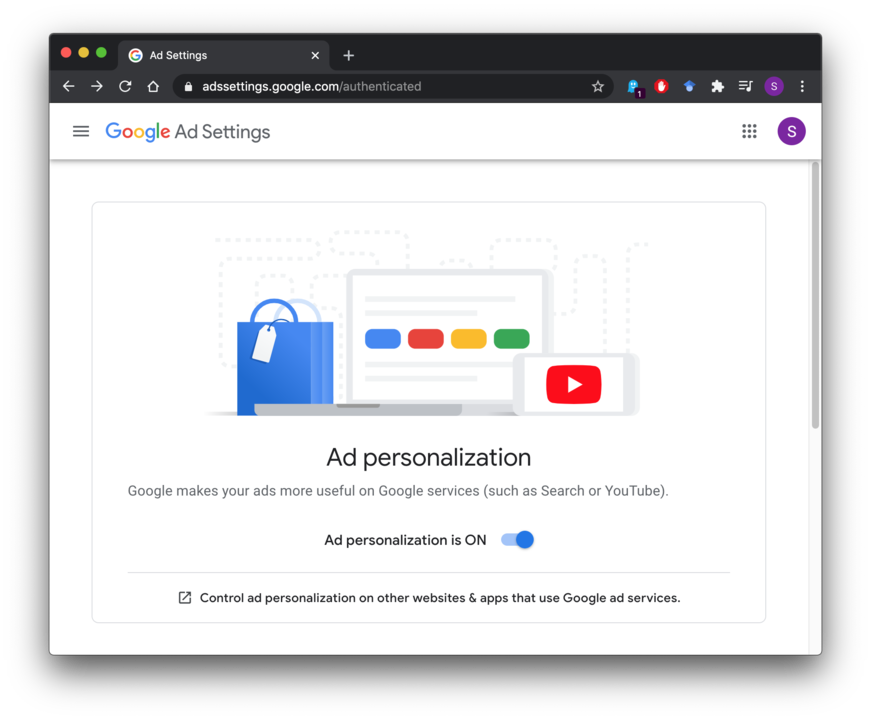 Ad Settings
adssettings.google.com/authenticated
1
S
Google Ad Settings
S
Ad personalization
Google makes your ads more useful on Google services (such as Search or YouTube).
Ad personalization is ON
Control ad personalization on other websites & apps that use Google ad services.